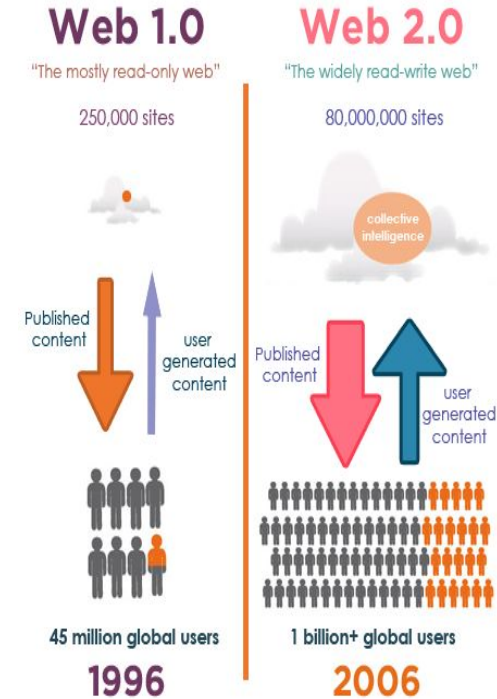 Web 1.0
“The mostly read-only web”
250,000 sites
Published
content
user
generated
content
45 million global users
1996
Web 2.0
“The widely read-write web”
80,000,000 sites
collective
intelligence
Published
content
user
generated
content
1 billion+ global users
2006